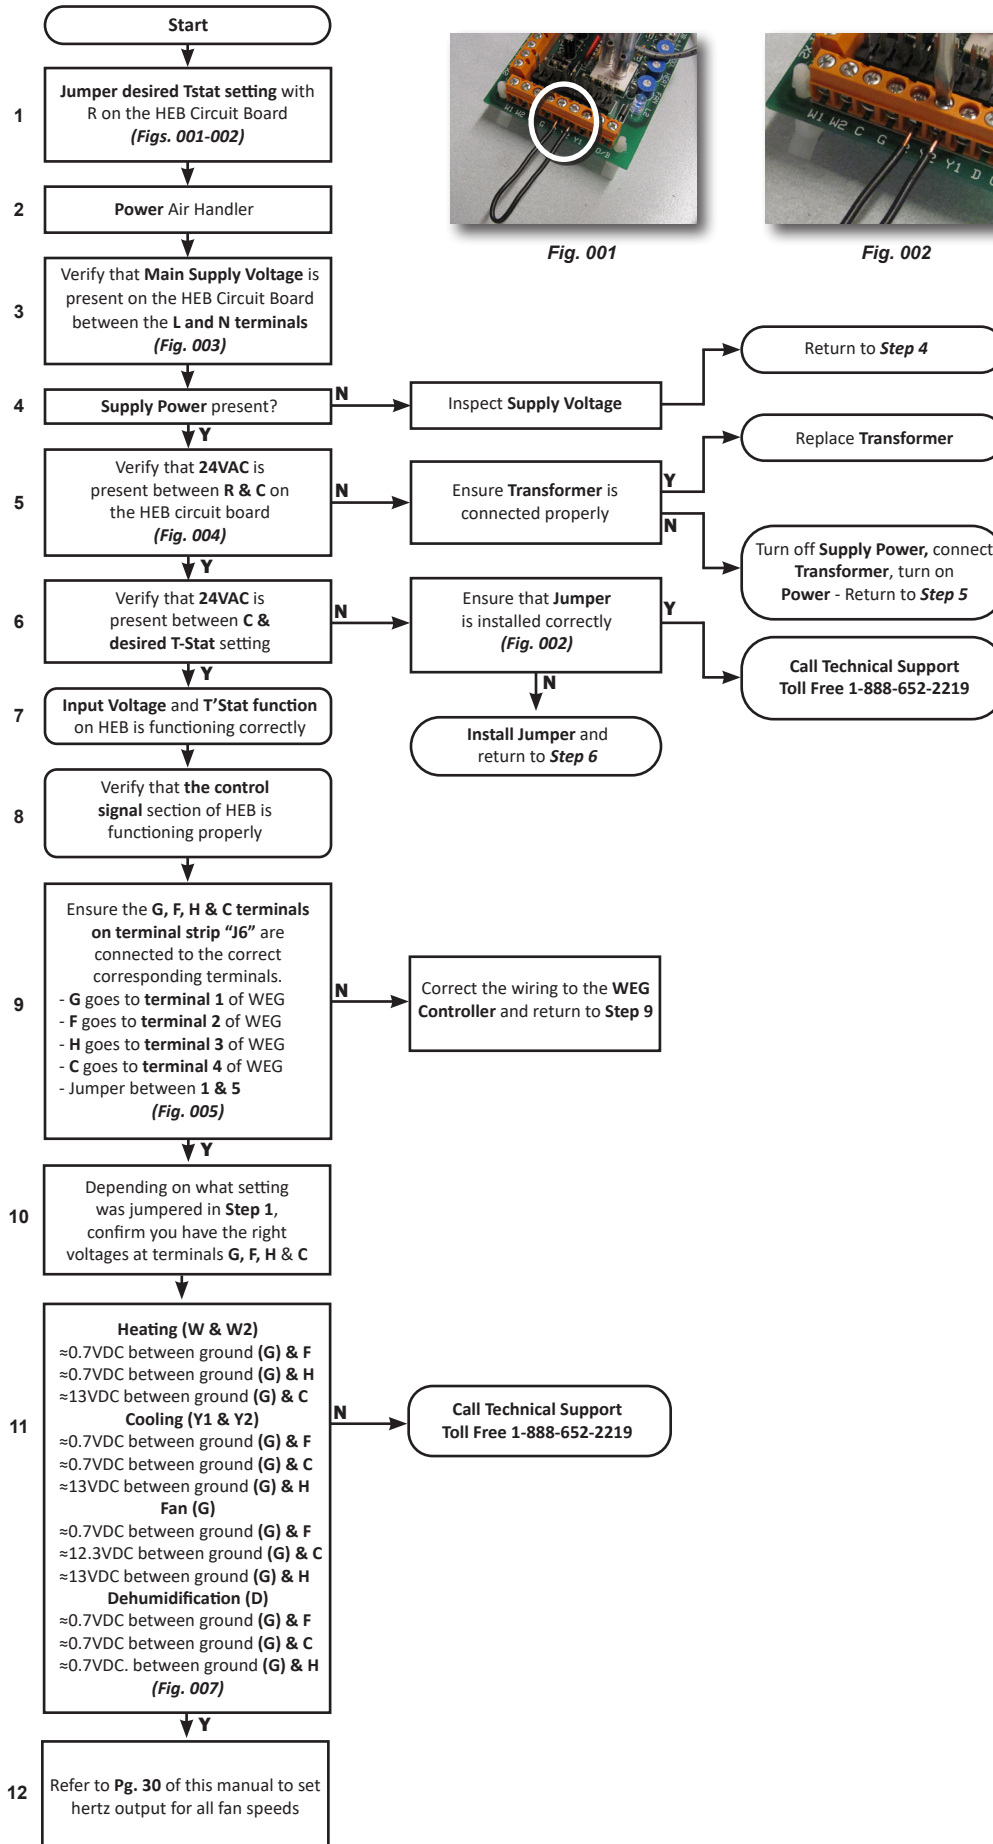 Start
1
Jumper desired Tstat setting with
R on the HEB Circuit Board
(Figs. 001-002)
W1 W2 C G Y1 O/B
HEAT FAN
Fig. 001
X2
W1 W2 C G Y2 Y1 D
Fig. 002
2
Power Air Handler
3
Verify that Main Supply Voltage is
present on the HEB Circuit Board
between the L and N terminals
(Fig. 003)
4
Supply Power present?
N
Inspect Supply Voltage
Return to Step 4
Y
5
Verify that 24VAC is
present between R & C on
the HEB circuit board
(Fig. 004)
N
Ensure Transformer is
connected properly
Y
Replace Transformer
N
Turn off Supply Power, connect
Transformer, turn on
Power - Return to Step 5
Y
6
Verify that 24VAC is
present between C &
desired T-Stat setting
N
Ensure that Jumper
is installed correctly
(Fig. 002)
Y
Call Technical Support
Toll Free 1-888-652-2219
N
Install Jumper and
return to Step 6
Y
7
Input Voltage and T'Stat function
on HEB is functioning correctly
8
Verify that the control
signal section of HEB is
functioning properly
9
Ensure the G, F, H & C terminals
on terminal strip “J6” are
connected to the correct
corresponding terminals.
- G goes to terminal 1 of WEG
- F goes to terminal 2 of WEG
- H goes to terminal 3 of WEG
- C goes to terminal 4 of WEG
- Jumper between 1 & 5
(Fig. 005)
N
Correct the wiring to the WEG
Controller and return to Step 9
Y
10
Depending on what setting
was jumpered in Step 1,
confirm you have the right
voltages at terminals G, F, H & C
11
Heating (W & W2)
≈0.7VDC between ground (G) & F
≈0.7VDC between ground (G) & H
≈13VDC between ground (G) & C
Cooling (Y1 & Y2)
≈0.7VDC between ground (G) & F
≈0.7VDC between ground (G) & C
≈13VDC between ground (G) & H
Fan (G)
≈0.7VDC between ground (G) & F
≈12.3VDC between ground (G) & C
≈13VDC between ground (G) & H
Dehumidification (D)
≈0.7VDC between ground (G) & F
≈0.7VDC between ground (G) & C
≈0.7VDC. between ground (G) & H
(Fig. 007)
N
Call Technical Support
Toll Free 1-888-652-2219
Y
12
Refer to Pg. 30 of this manual to set
hertz output for all fan speeds